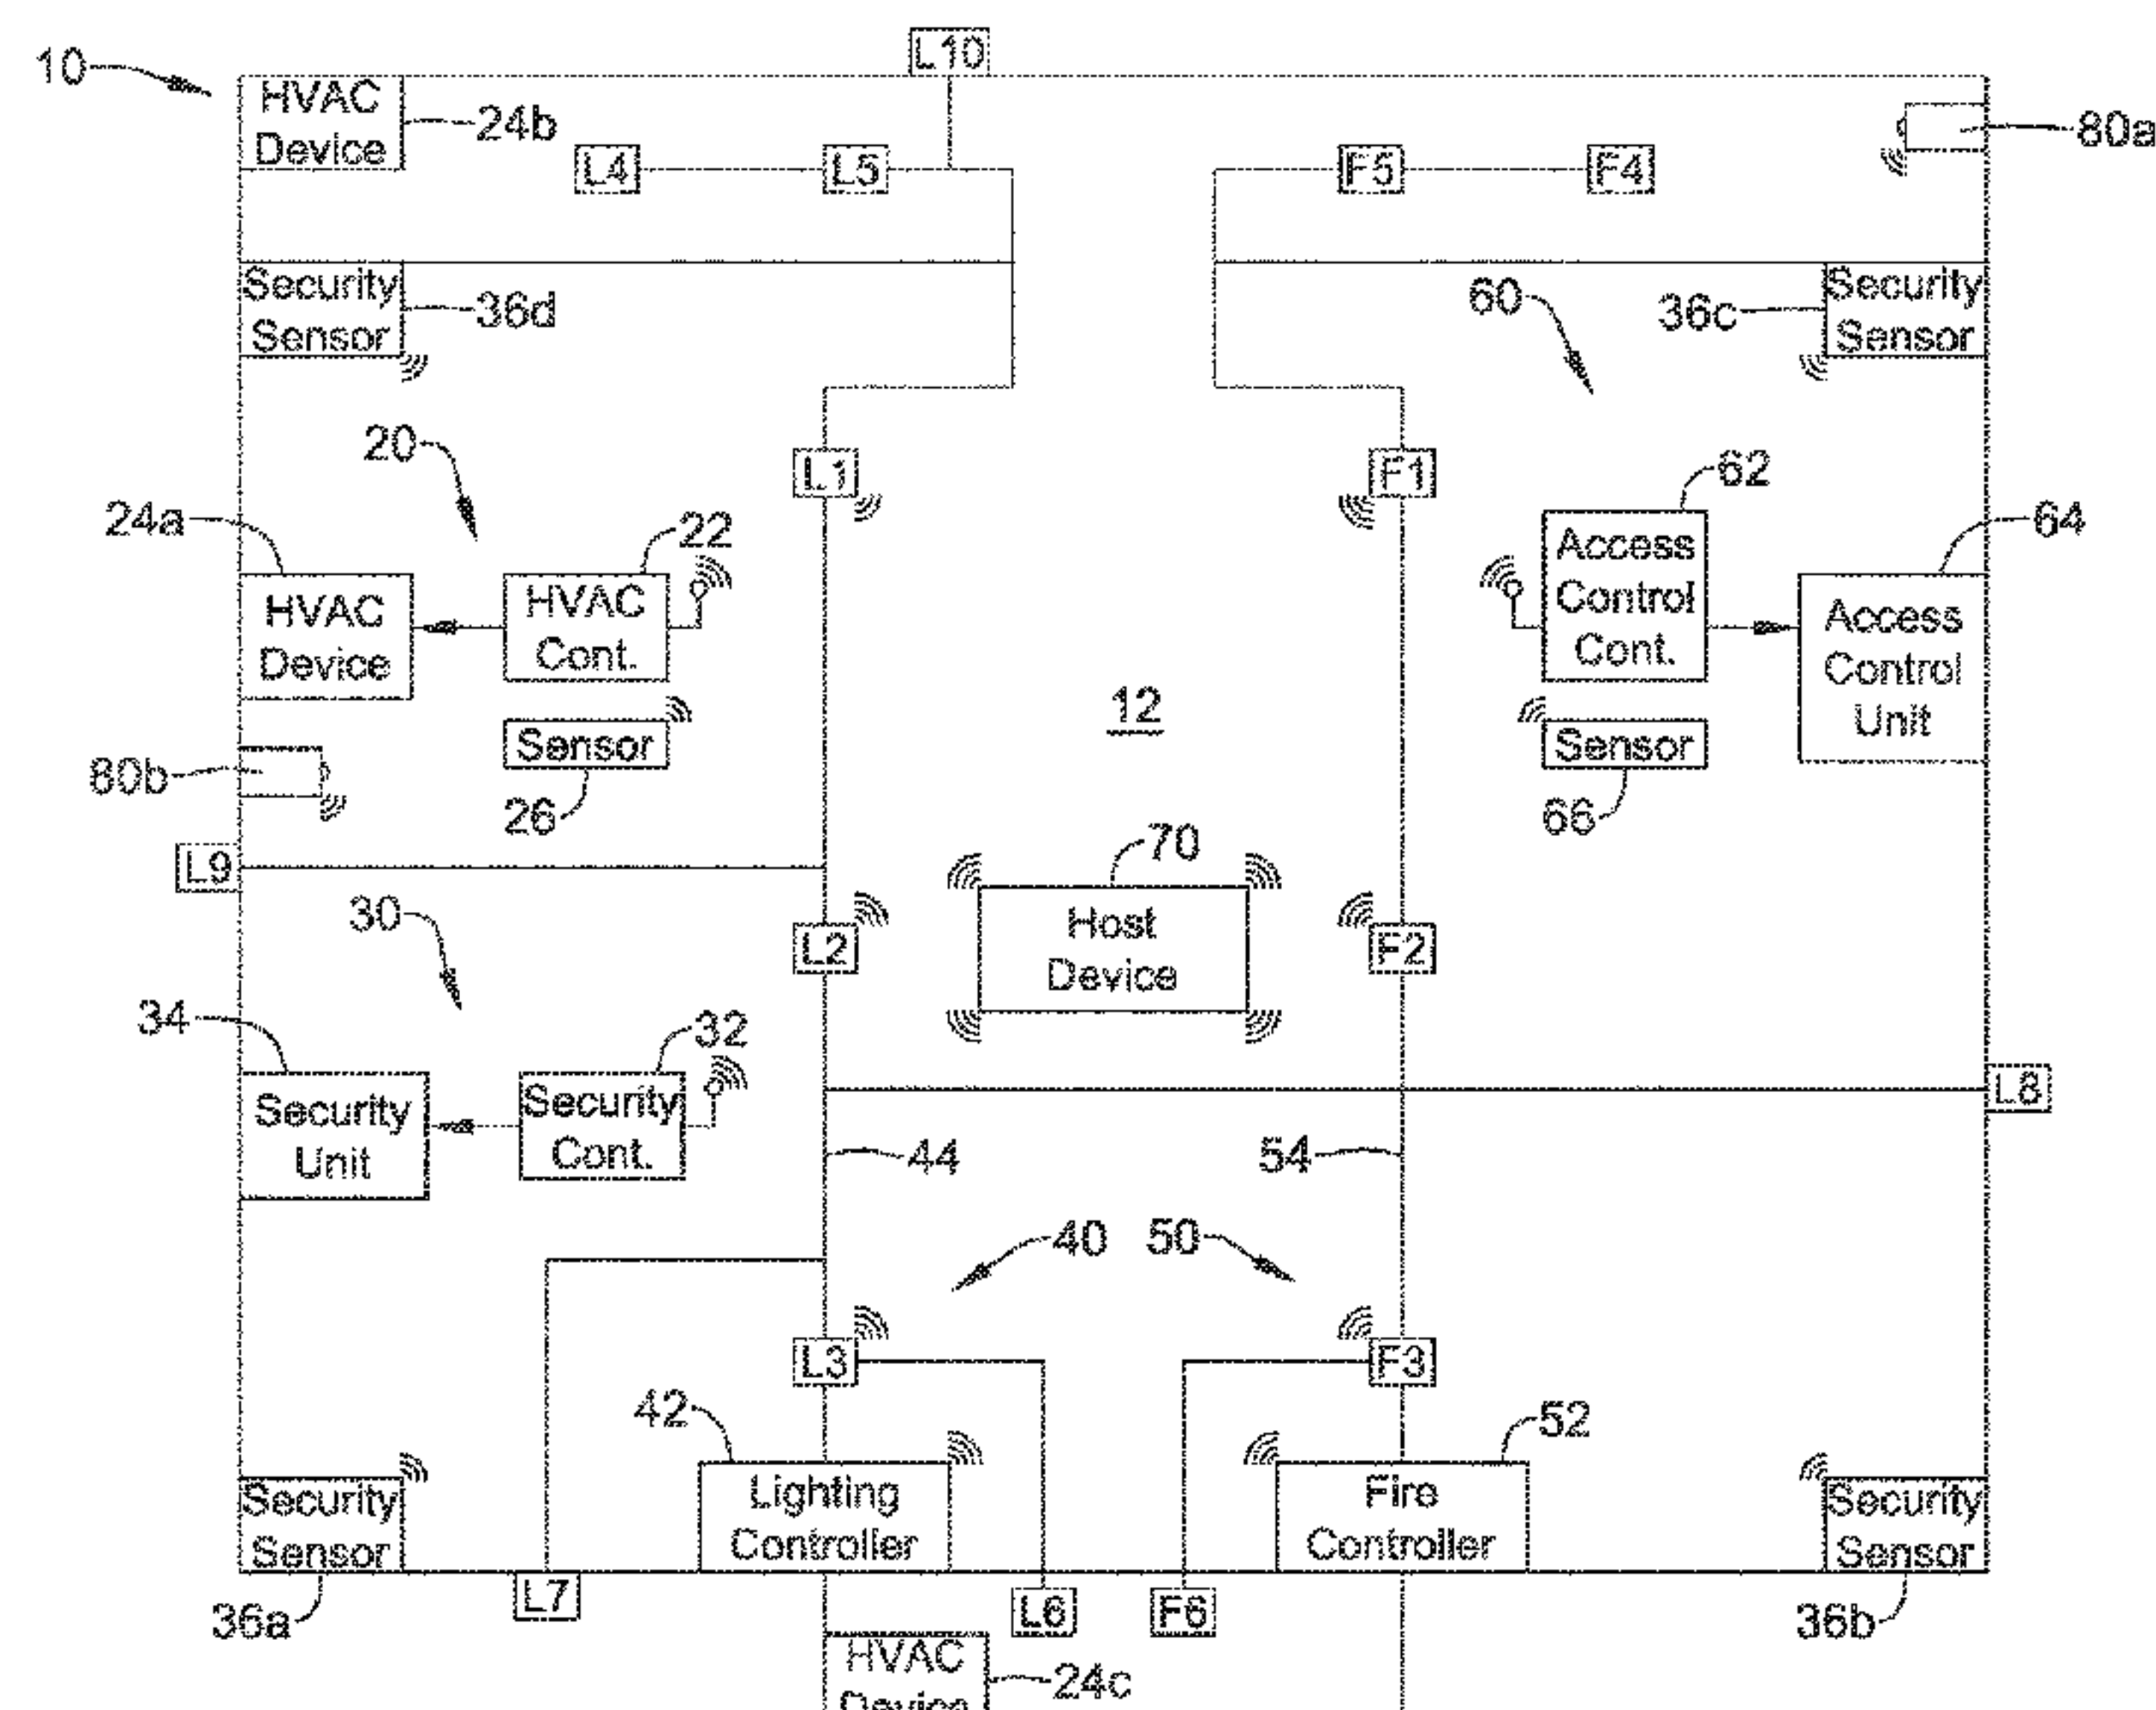 L10
10
HVAC
Device
24b
80a
L4
L5
F5
F4
Security
Sensor
36d
60
36c
Security
Sensor
20
L1
F1
62
24a
22
64
HVAC
Device
HVAC
Cont.
Access
Control
Cont.
Access
Control
Unit
12
80b
Sensor
Sensor
26
66
70
L9
30
L2
Host
Device
F2
34
32
L8
Security
Unit
Security
Cont.
44
54
40
50
L3
F3
42
52
Security
Sensor
Lighting
Controller
Fire
Controller
Security
Sensor
36a
L7
L6
F6
36b
HVAC
Device
24c